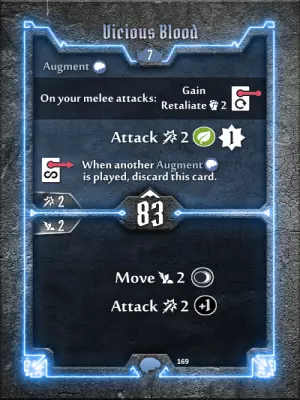 Vicious Blood
7
Augment
On your melee attacks: Gain
Retaliate 2
Attack 2 1
When another Augment
is played, discard this card.
2
83
2
Move 2
Attack 2 +1
169